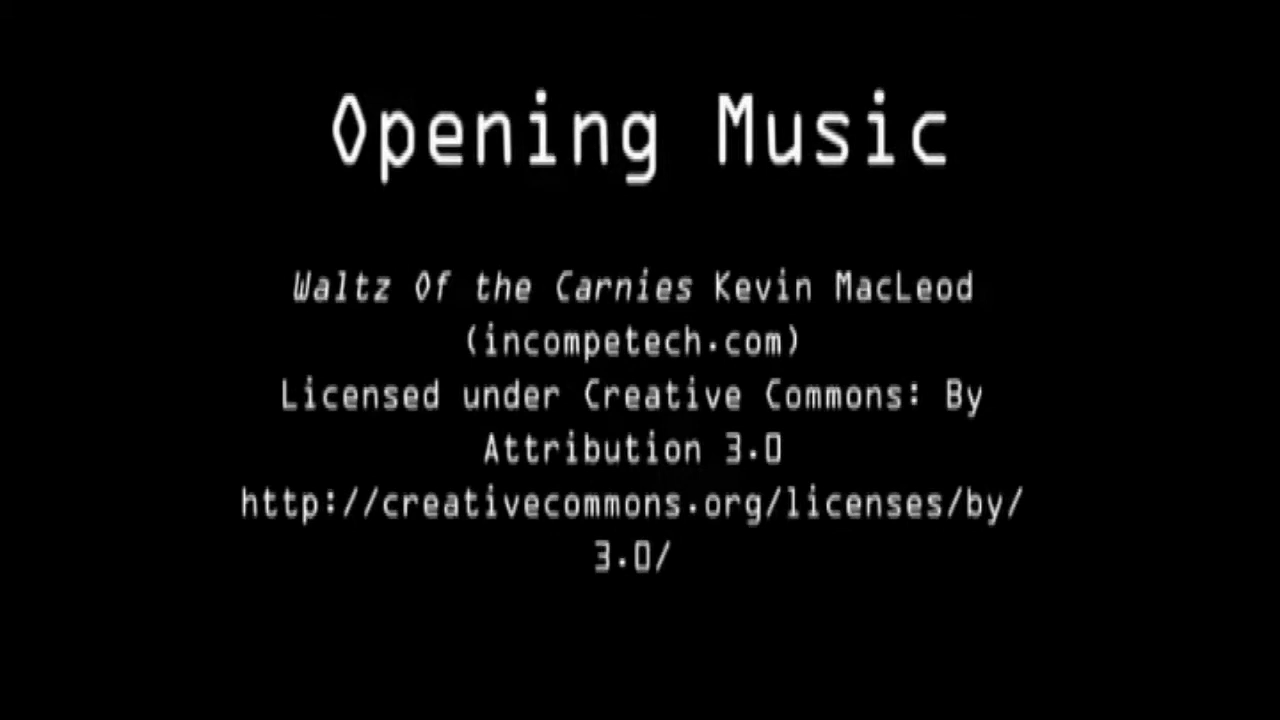 Opening Music
Waltz Of the Carnies Kevin MacLeod
(incompetech.com)
Licensed under Creative Commons: By
Attribution 3.0
http://creativecommons.org/licenses/by/
3.0/